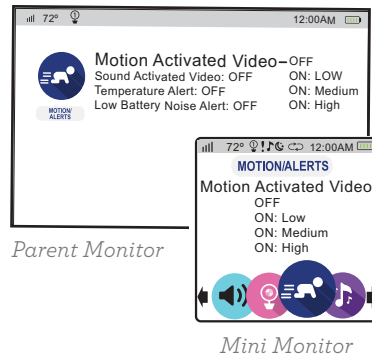 72° 12:00AM
Motion Activated Video–OFF
Sound Activated Video: OFF ON: LOW
Temperature Alert: OFF ON: Medium
Low Battery Noise Alert: OFF ON: High
MOTION/
ALERTS
Parent Monitor
72° 12:00AM
MOTION/ALERTS
Motion Activated Video
OFF
ON: Low
ON: Medium
ON: High
Mini Monitor